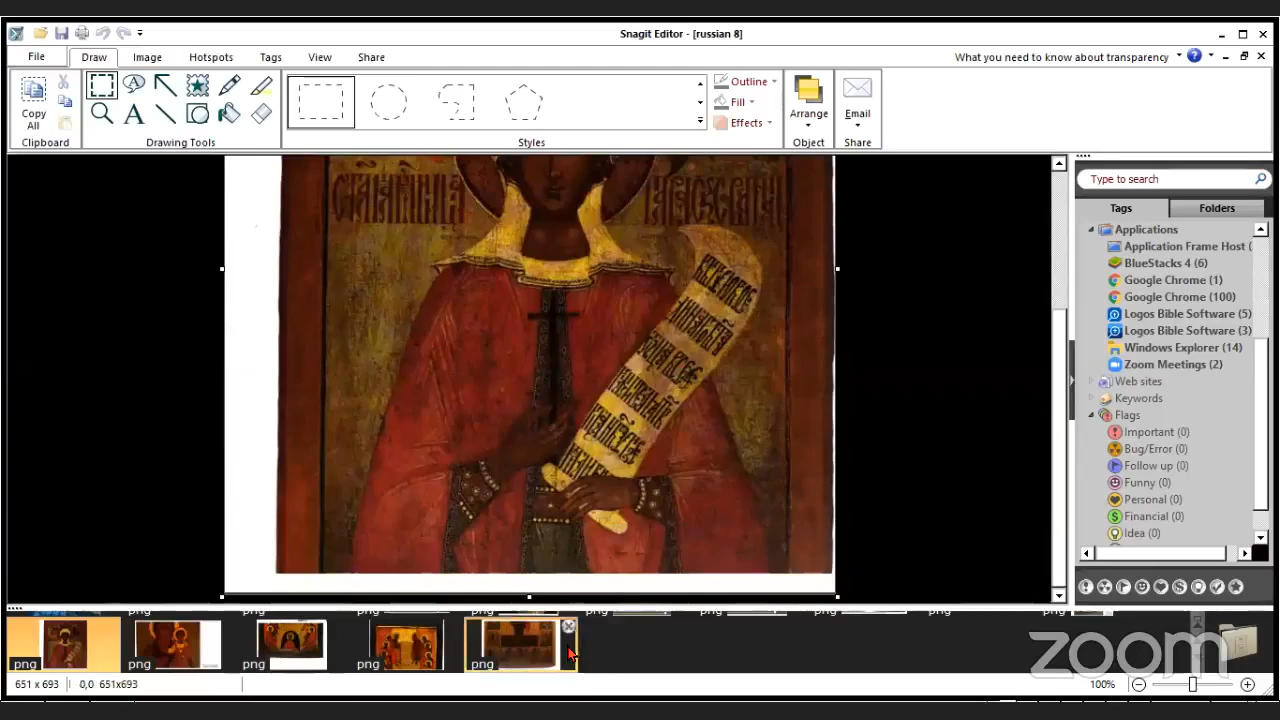 Snagit Editor - [russian 8]
File
Draw
Image
Hotspots
Tags
View
Share
What you need to know about transparency
Copy
All
Clipboard
Drawing Tools
Styles
Outline
Fill
Effects
Arrange
Object
Email
Share
Type to search
Tags
Folders
Applications
Application Frame Host (
BlueStacks 4 (6)
Google Chrome (1)
Google Chrome (100)
Logos Bible Software (5)
Logos Bible Software (3)
Windows Explorer (14)
Zoom Meetings (2)
Web sites
Keywords
Flags
Important (0)
Bug/Error (0)
Follow up (0)
Funny (0)
Personal (0)
Financial (0)
Idea (0)
png
png
png
png
png
zoom
651 x 693
0,0 651x693
100%